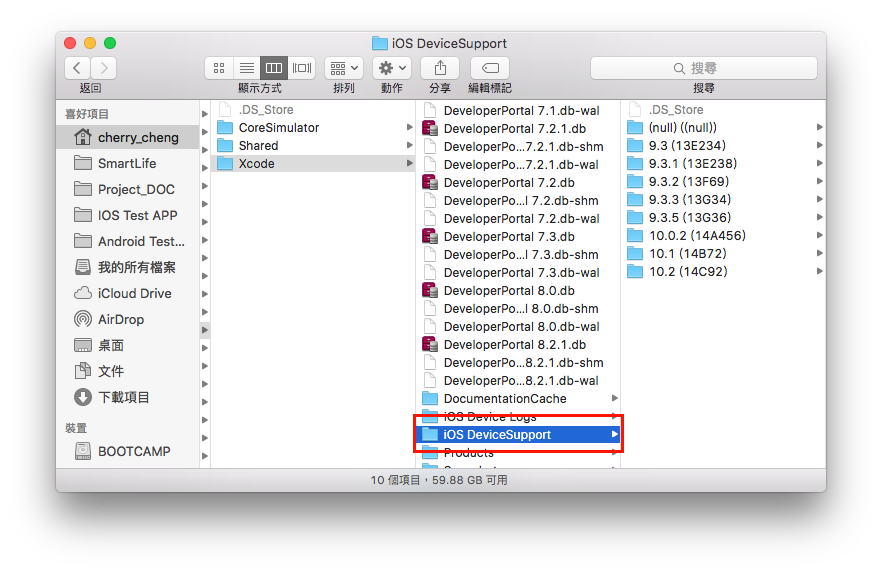 iOS DeviceSupport
搜尋
返回
顯示方式
排列
動作
分享
編輯標記
搜尋
喜好項目
cherry_cheng
SmartLife
Project_DOC
IOS Test APP
Android Test...
我的所有檔案
iCloud Drive
AirDrop
桌面
文件
下載項目
裝置
BOOTCAMP
.DS_Store
CoreSimulator
Shared
Xcode
DeveloperPortal 7.1.db-wal
DeveloperPortal 7.2.1.db
DeveloperPo...7.2.1.db-shm
DeveloperPo...7.2.1.db-wal
DeveloperPortal 7.2.db
DeveloperPo...l 7.2.db-shm
DeveloperPortal 7.2.db-wal
DeveloperPortal 7.3.db
DeveloperPo...l 7.3.db-shm
DeveloperPortal 7.3.db-wal
DeveloperPortal 8.0.db
DeveloperPo...l 8.0.db-shm
DeveloperPortal 8.0.db-wal
DeveloperPortal 8.2.1.db
DeveloperPo...8.2.1.db-shm
DeveloperPo...8.2.1.db-wal
DocumentationCache
iOS Device Logs
iOS DeviceSupport
Products
.DS_Store
(null) ((null))
9.3 (13E234)
9.3.1 (13E238)
9.3.2 (13F69)
9.3.3 (13G34)
9.3.5 (13G36)
10.0.2 (14A456)
10.1 (14B72)
10.2 (14C92)
10 個項目，59.88 GB 可用